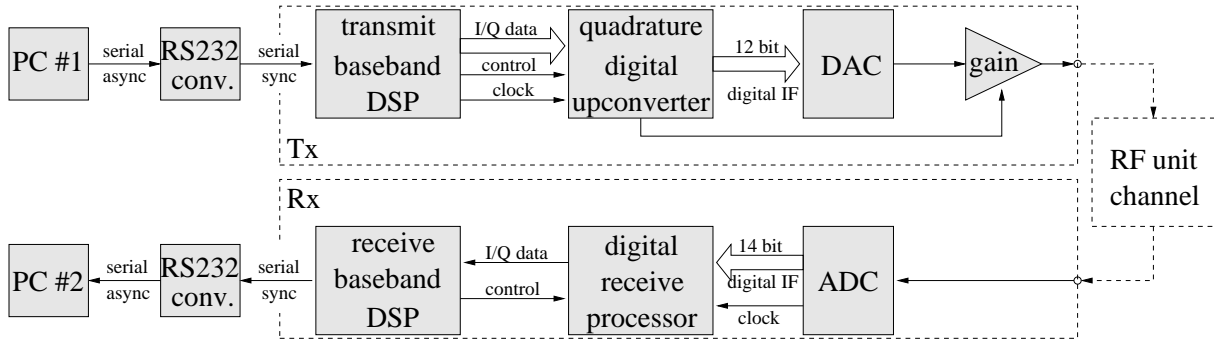 PC #1
serial
async
RS232
conv.
serial
sync
transmit
baseband
DSP
I/Q data
control
clock
quadrature
digital
upconverter
12 bit
digital IF
DAC
gain
Tx
RF unit
channel
Rx
PC #2
serial
async
RS232
conv.
serial
sync
receive
baseband
DSP
I/Q data
control
digital
receive
processor
14 bit
digital IF
clock
ADC